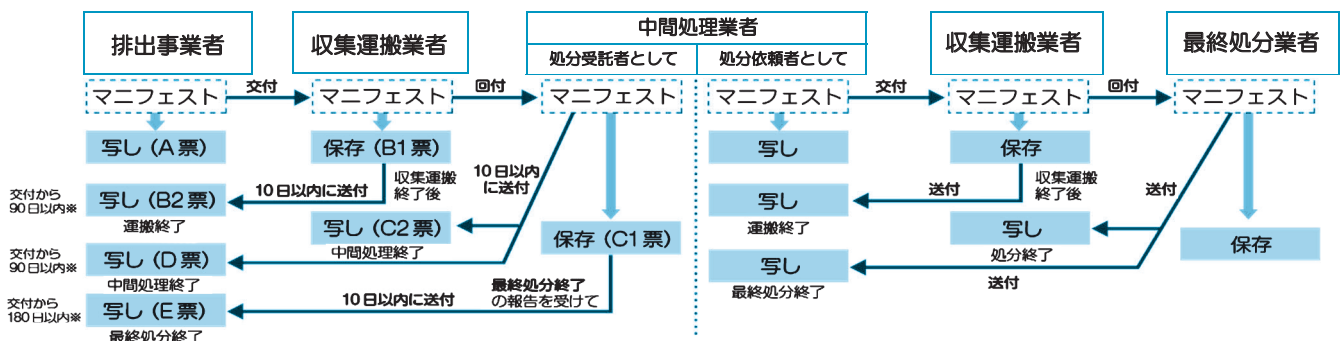 排出事業者
収集運搬業者
中間処理業者
処分受託者として
処分依頼者として
収集運搬業者
最終処分業者
マニフェスト
交付
マニフェスト
回付
マニフェスト
マニフェスト
交付
マニフェスト
回付
マニフェスト
写し（A票）
保存（B1票）
写し
保存
交付から
90日以内※
写し（B2票）
運搬終了
10日以内に送付
収集運搬
終了後
10日以内
に送付
写し（C2票）
中間処理終了
保存（C1票）
写し
運搬終了
送付
収集運搬
終了後
送付
写し
処分終了
保存
交付から
90日以内※
写し（D票）
中間処理終了
写し
最終処分終了
送付
交付から
180日以内※
写し（E票）
最終処分終了
10日以内に送付
最終処分終了
の報告を受けて